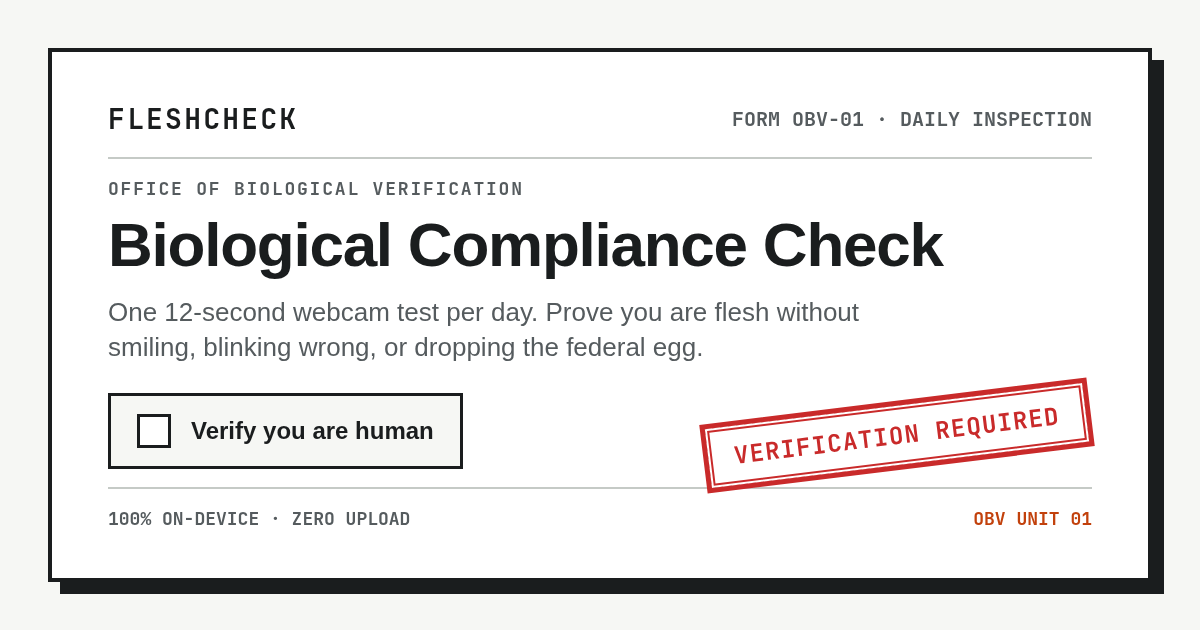 FLESHCHECK
FORM OBV-01 · DAILY INSPECTION
OFFICE OF BIOLOGICAL VERIFICATION
Biological Compliance Check
One 12-second webcam test per day. Prove you are flesh without
smiling, blinking wrong, or dropping the federal egg.
Verify you are human
VERIFICATION REQUIRED
100% ON-DEVICE · ZERO UPLOAD
OBV UNIT 01